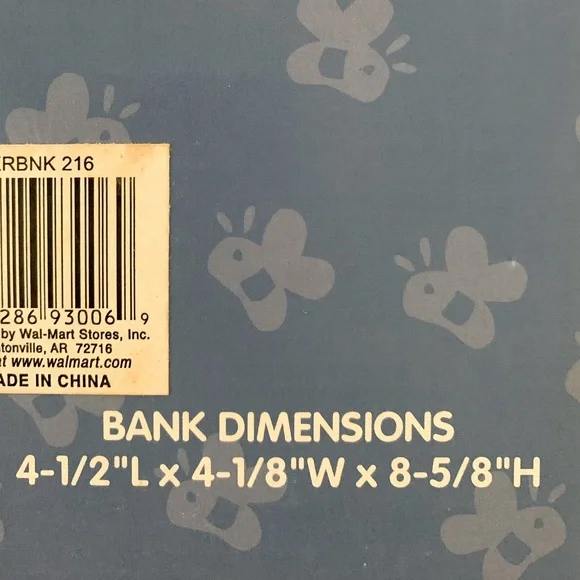 ERBNK 216
286 93006 9
by Wal-Mart Stores, Inc.
tonville, AR 72716
at www.walmart.com
ADE IN CHINA
BANK DIMENSIONS
4-1/2"L x 4-1/8"W x 8-5/8"H